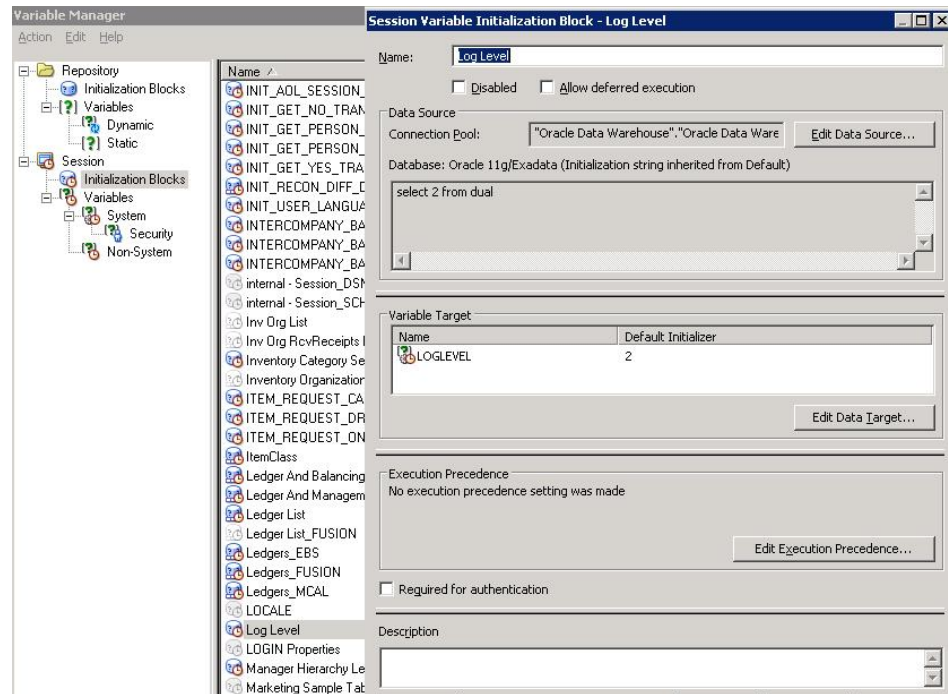 Variable Manager
Action Edit Help
Repository
Initialization Blocks
Variables
Dynamic
Static
Session
Initialization Blocks
Variables
System
Security
Non-System
Name
INIT_AOL_SESSION_
INIT_GET_NO_TRAN
INIT_GET_PERSON_
INIT_GET_PERSON_
INIT_GET_YES_TRA
INIT_RECON_DIFF_D
INIT_USER_LANGUA
INTERCOMPANY_BA
INTERCOMPANY_BA
INTERCOMPANY_BA
internal - Session_DSN
internal - Session_SCH
Inv Org List
Inv Org RcvReceipts
Inventory Category Se
Inventory Organization
ITEM_REQUEST_CA
ITEM_REQUEST_DR
ITEM_REQUEST_ON
ItemClass
Ledger And Balancing
Ledger And Managem
Ledger List
Ledger List_FUSION
Ledgers_EBS
Ledgers_FUSION
Ledgers_MCAL
LOCALE
Log Level
LOGIN Properties
Manager Hierarchy Le
Marketing Sample Tab
Session Variable Initialization Block - Log Level
Name: Log Level
Disabled Allow deferred execution
Data Source
Connection Pool: "Oracle Data Warehouse"."Oracle Data Ware Edit Data Source...
Database: Oracle 11g/Exadata (Initialization string inherited from Default)
select 2 from dual
Variable Target
Name Default Initializer
LOGLEVEL 2
Edit Data Target...
Execution Precedence
No execution precedence setting was made
Edit Execution Precedence...
Required for authentication
Description